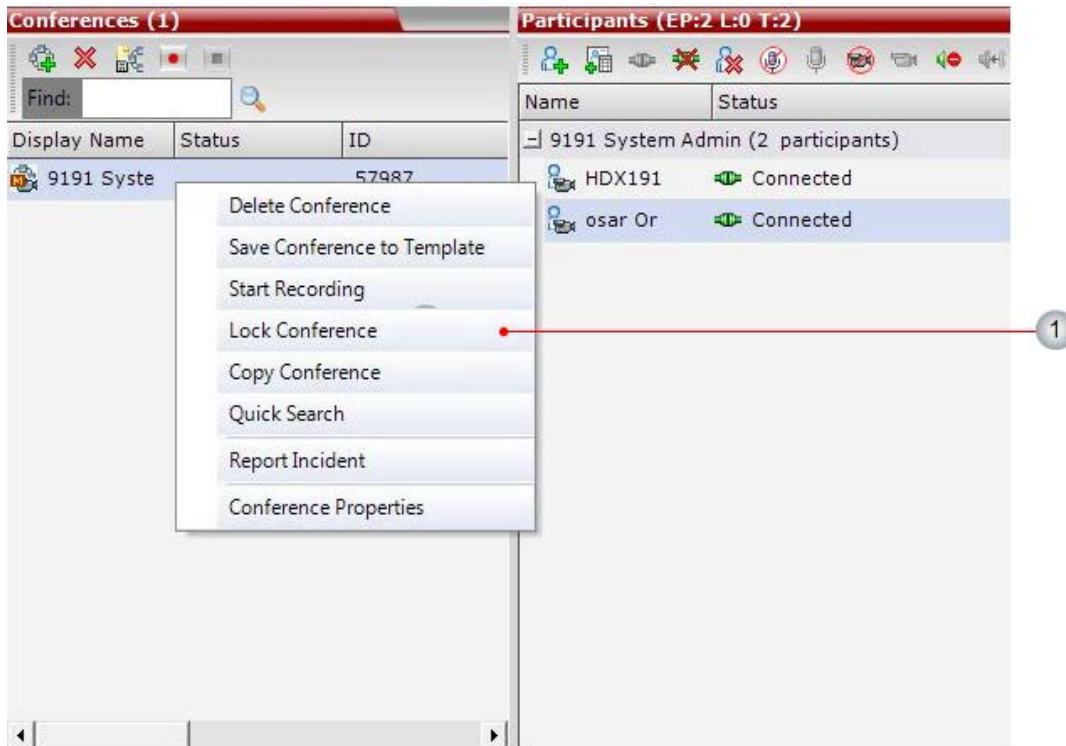 Conferences (1)
Find:
Display Name Status ID
9191 Syste 57987
Delete Conference
Save Conference to Template
Start Recording
Lock Conference
Copy Conference
Quick Search
Report Incident
Conference Properties
Participants (EP:2 L:0 T:2)
Name Status
9191 System Admin (2 participants)
HDX191 Connected
osar Or Connected
1